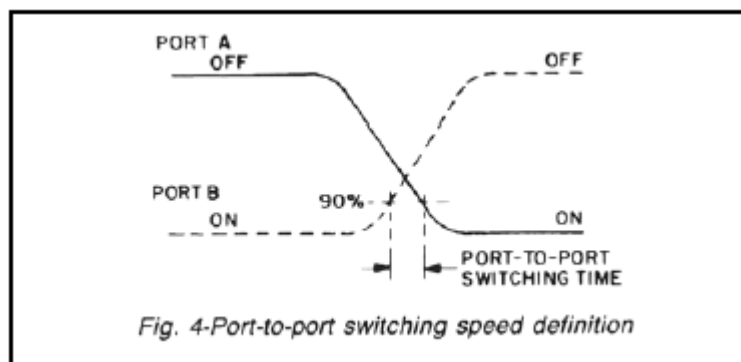 PORT A
OFF
OFF
PORT B
ON
90%
ON
PORT-TO-PORT
SWITCHING TIME
Fig. 4-Port-to-port switching speed definition